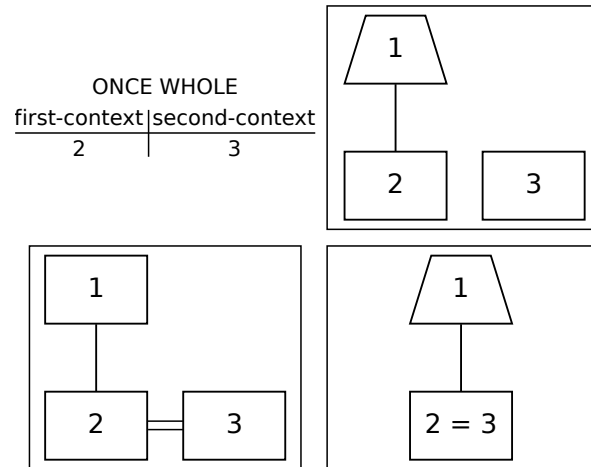 ONCE WHOLE
first-context second-context
2 3
1
2 3
1
2 3
1
2 = 3